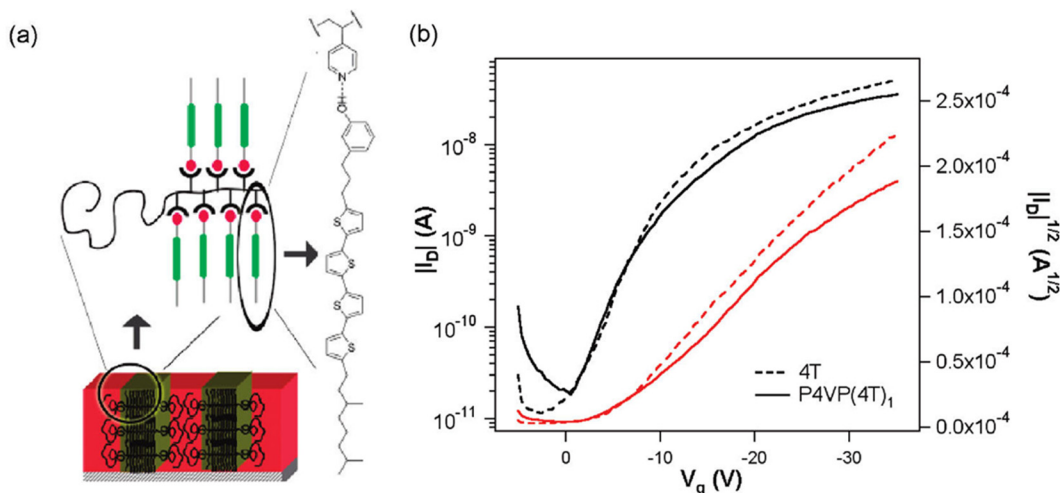 (a)
N
HO
S
S
S
S
(b)
10⁻⁸
10⁻⁹
10⁻¹⁰
10⁻¹¹
|I_D| (A)
4T
P4VP(4T)₁
2.5x10⁻⁴
2.0x10⁻⁴
1.5x10⁻⁴
1.0x10⁻⁴
0.5x10⁻⁴
0.0x10⁻⁴
|I_D|^1/2 (A^1/2)
0 -10 -20 -30
V_g (V)